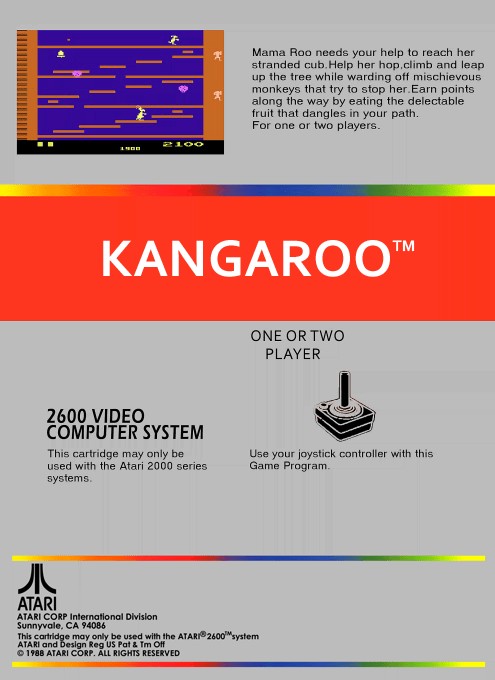 Mama Roo needs your help to reach her
stranded cub.Help her hop,climb and leap
up the tree while warding off mischievous
monkeys that try to stop her.Earn points
along the way by eating the delectable
fruit that dangles in your path.
For one or two players.
1900 2100
KANGAROO™
ONE OR TWO
PLAYER
2600 VIDEO
COMPUTER SYSTEM
This cartridge may only be
used with the Atari 2000 series
systems.
Use your joystick controller with this
Game Program.
ATARI
ATARI CORP International Division
Sunnyvale, CA 94086
This cartridge may only be used with the ATARI®2600™system
ATARI and Design Reg US Pat & Tm Off
© 1988 ATARI CORP. ALL RIGHTS RESERVED